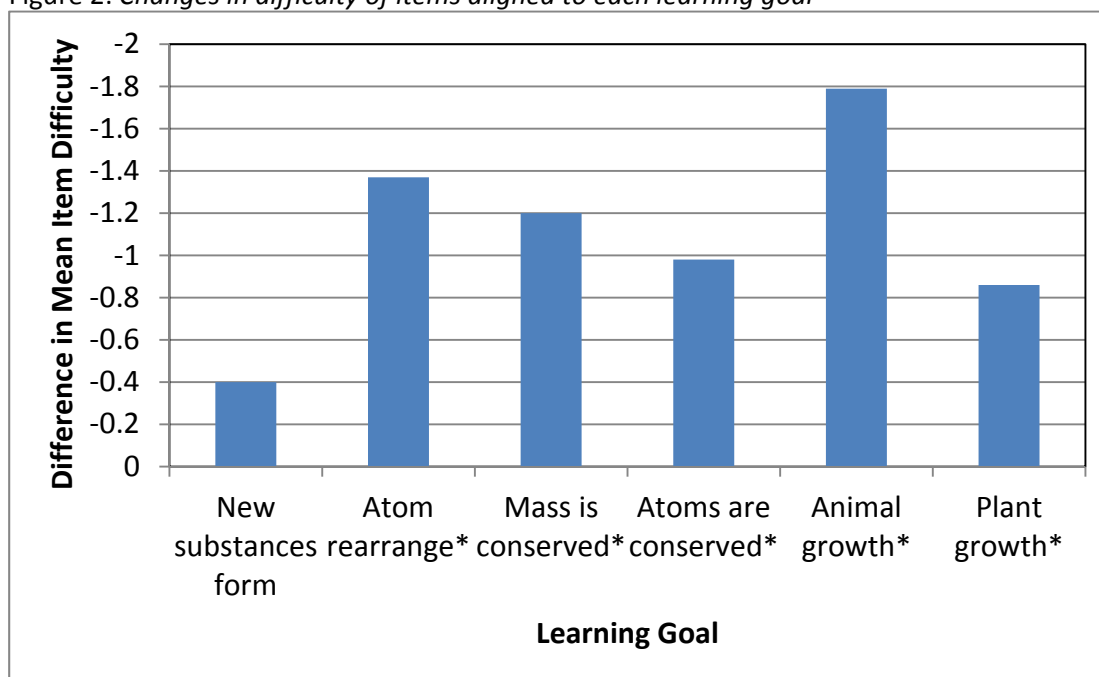 Figure 2. Changes in difficulty of items aligned to each learning goal
Difference in Mean Item Difficulty
-2
-1.8
-1.6
-1.4
-1.2
-1
-0.8
-0.6
-0.4
-0.2
0
New substances form
Atom rearrange*
Mass is conserved*
Atoms are conserved*
Animal growth*
Plant growth*
Learning Goal